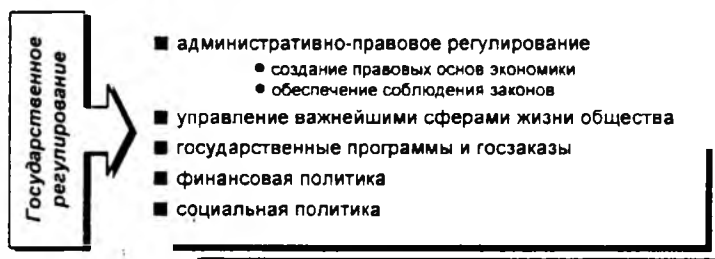 Государственное
регулирование
■ административно-правовое регулирование
● создание правовых основ экономики
● обеспечение соблюдения законов
■ управление важнейшими сферами жизни общества
■ государственные программы и госзаказы
■ финансовая политика
■ социальная политика